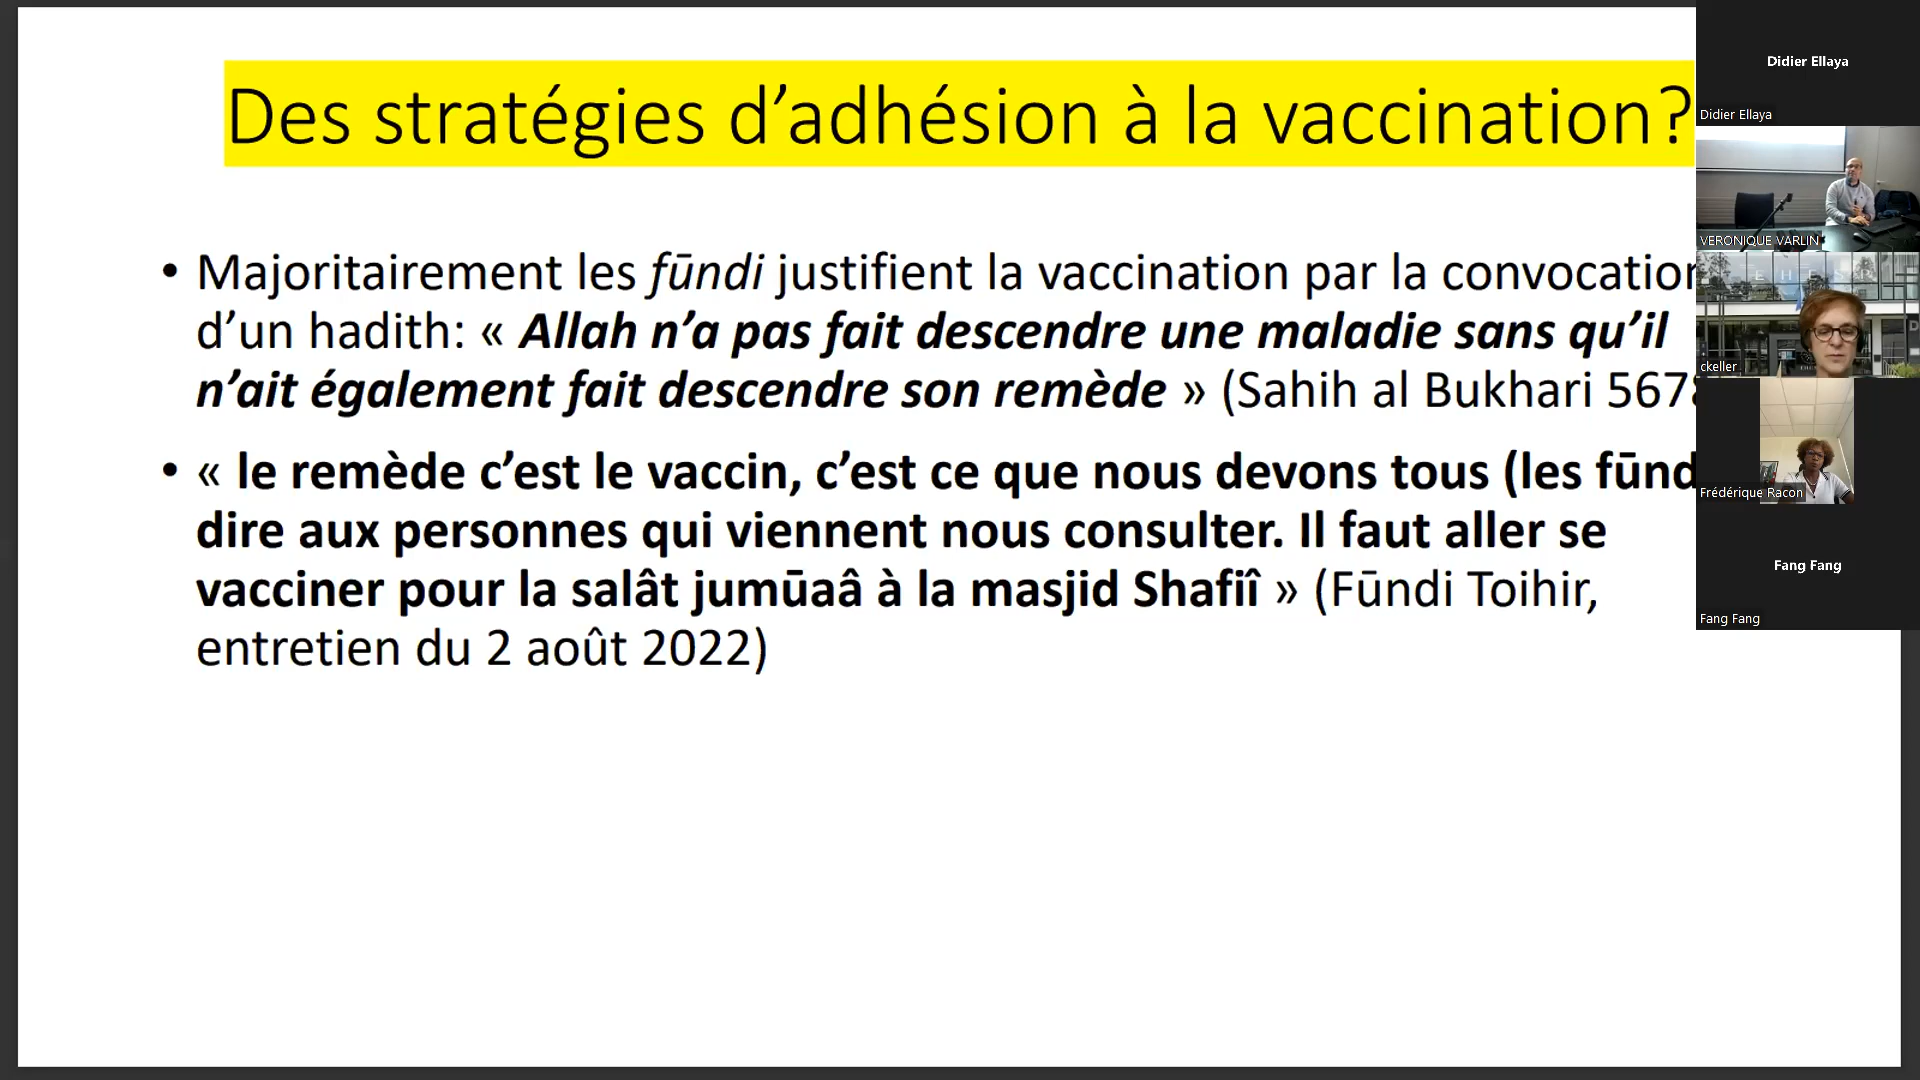 Des stratégies d’adhésion à la vaccination?
• Majoritairement les fūndi justifient la vaccination par la convocation
d’un hadith: « Allah n’a pas fait descendre une maladie sans qu’il
n’ait également fait descendre son remède » (Sahih al Bukhari 5678
• « le remède c’est le vaccin, c’est ce que nous devons tous (les fūnd
dire aux personnes qui viennent nous consulter. Il faut aller se
vacciner pour la salât jumūaâ à la masjid Shafiî » (Fūndi Toihir,
entretien du 2 août 2022)
Didier Ellaya
Didier Ellaya
VERONIQUE VARLIN
EHESP
ckeller
Frédérique Racon
Fang Fang
Fang Fang